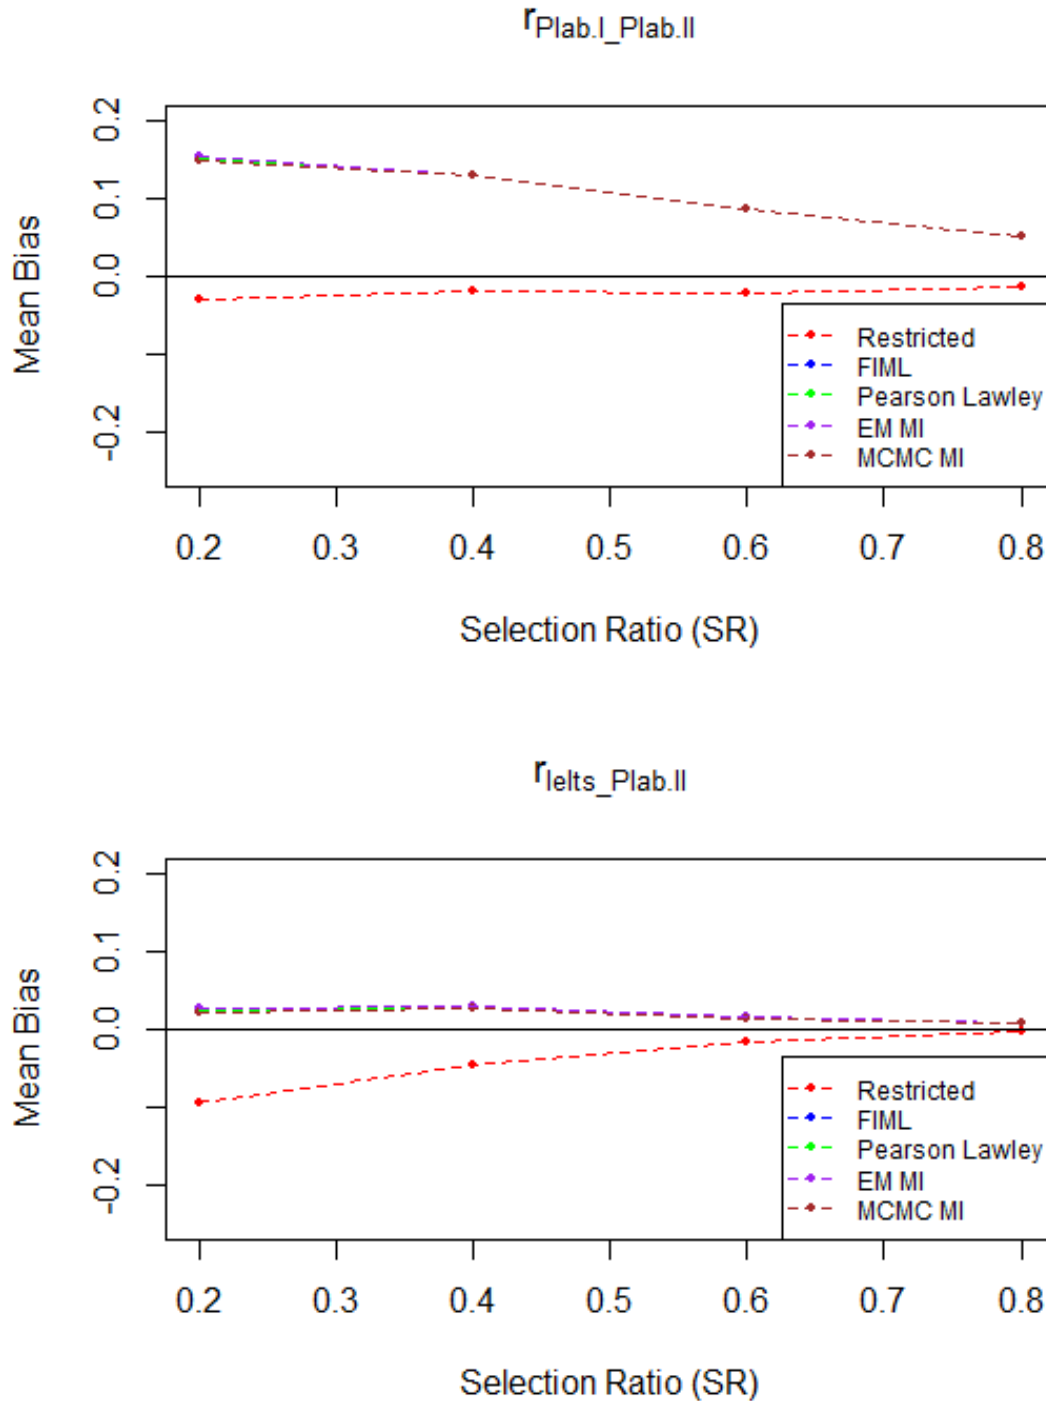 rPlab.I_Plab.II
Mean Bias
0.2
0.1
0.0
-0.2
Restricted
FIML
Pearson Lawley
EM MI
MCMC MI
0.2 0.3 0.4 0.5 0.6 0.7 0.8
Selection Ratio (SR)
rIelts_Plab.II
Mean Bias
0.2
0.1
0.0
-0.2
Restricted
FIML
Pearson Lawley
EM MI
MCMC MI
0.2 0.3 0.4 0.5 0.6 0.7 0.8
Selection Ratio (SR)